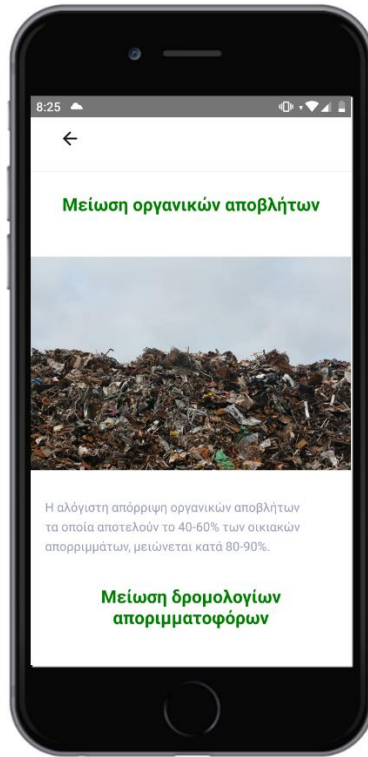 8:25
Μείωση οργανικών αποβλήτων
Η αλόγιστη απόρριψη οργανικών αποβλήτων
τα οποία αποτελούν το 40-60% των οικιακών
απορριμμάτων, μειώνεται κατά 80-90%.
Μείωση δρομολογίων
αποριμματοφόρων